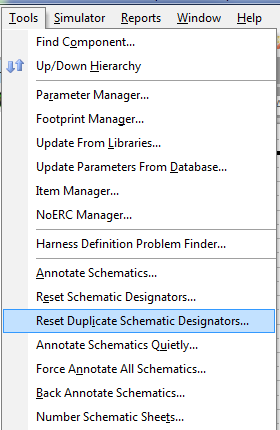 Tools Simulator Reports Window Help
Find Component...
Up/Down Hierarchy
Parameter Manager...
Footprint Manager...
Update From Libraries...
Update Parameters From Database...
Item Manager...
NoERC Manager...
Harness Definition Problem Finder...
Annotate Schematics...
Reset Schematic Designators...
Reset Duplicate Schematic Designators...
Annotate Schematics Quietly...
Force Annotate All Schematics...
Back Annotate Schematics...
Number Schematic Sheets...